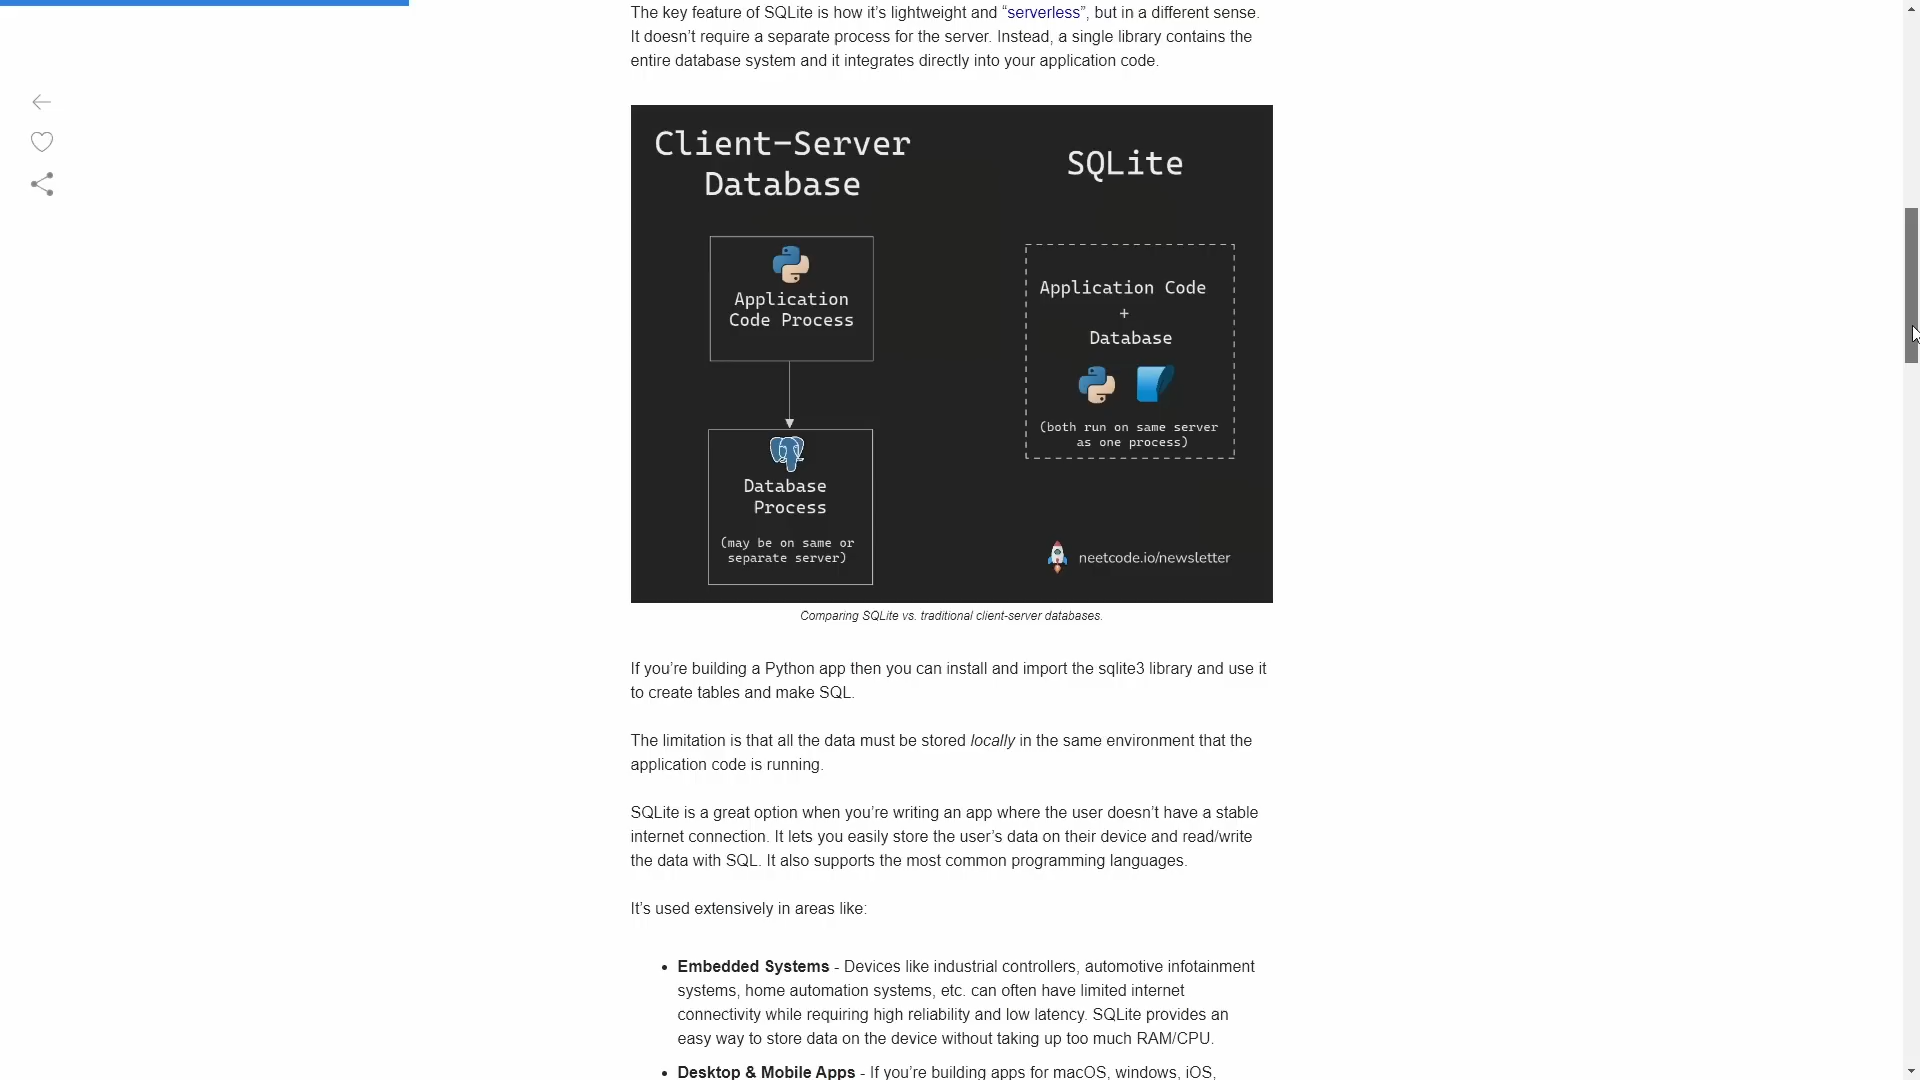 The key feature of SQLite is how it’s lightweight and “serverless”, but in a different sense.
It doesn’t require a separate process for the server. Instead, a single library contains the
entire database system and it integrates directly into your application code.
Client-Server
Database
Application
Code Process
Database
Process
(may be on same or
separate server)
SQLite
Application Code
+
Database
(both run on same server
as one process)
neetcode.io/newsletter
Comparing SQLite vs. traditional client-server databases.
If you’re building a Python app then you can install and import the sqlite3 library and use it
to create tables and make SQL.
The limitation is that all the data must be stored locally in the same environment that the
application code is running.
SQLite is a great option when you’re writing an app where the user doesn’t have a stable
internet connection. It lets you easily store the user’s data on their device and read/write
the data with SQL. It also supports the most common programming languages.
It’s used extensively in areas like:
• Embedded Systems - Devices like industrial controllers, automotive infotainment
systems, home automation systems, etc. can often have limited internet
connectivity while requiring high reliability and low latency. SQLite provides an
easy way to store data on the device without taking up too much RAM/CPU.
• Desktop & Mobile Apps - If you’re building apps for macOS, windows, iOS,